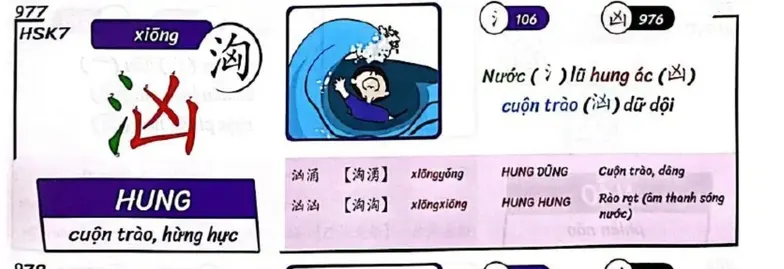 977
HSK7
xiōng
洶
汹
HUNG
cuộn trào, hừng hực
氵 106
凶 976
Nước (氵) lũ hung ác (凶)
cuộn trào (汹) dữ dội
汹涌 【洶湧】 xiōngyǒng HUNG DŨNG Cuộn trào, dâng
汹汹 【洶洶】 xiōngxiōng HUNG HUNG Rào rạt (âm thanh sóng
nước)